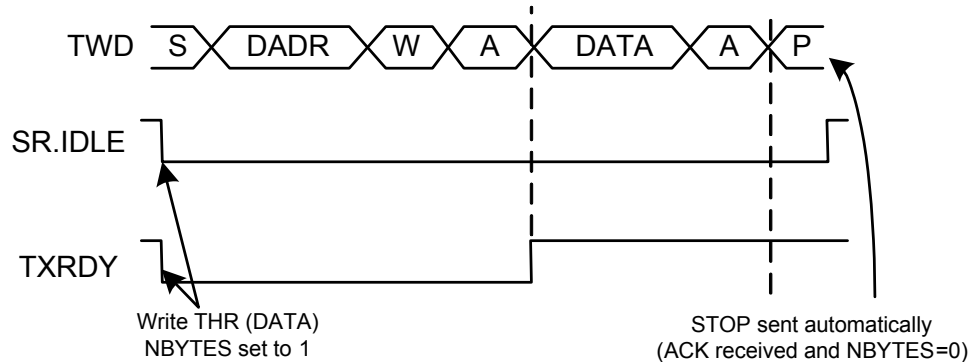 TWD S DADR W A DATA A P
SR.IDLE
TXRDY
Write THR (DATA)
NBYTES set to 1
STOP sent automatically
(ACK received and NBYTES=0)